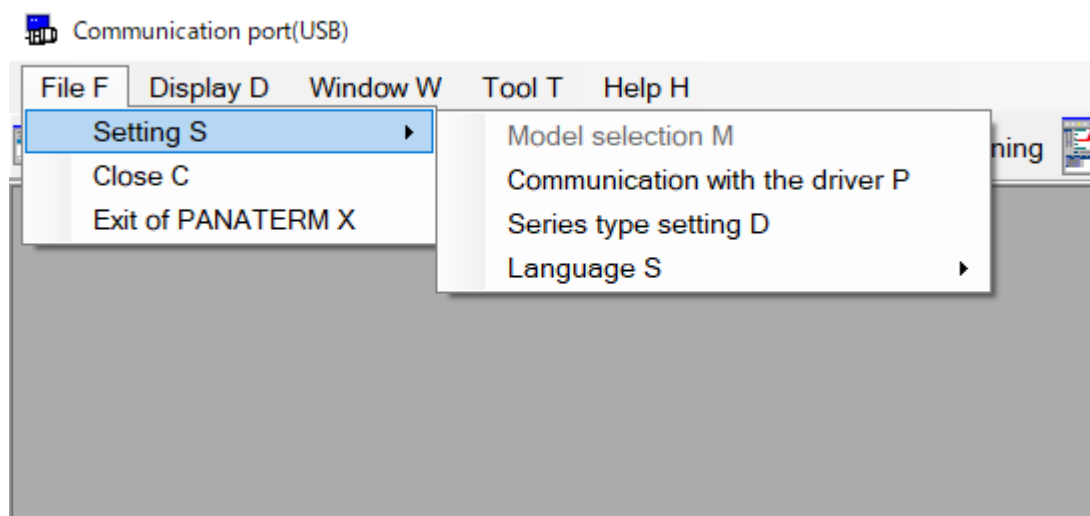 Communication port(USB)
File F Display D Window W Tool T Help H
Setting S
Close C
Exit of PANATERM X
Model selection M
Communication with the driver P
Series type setting D
Language S
ning